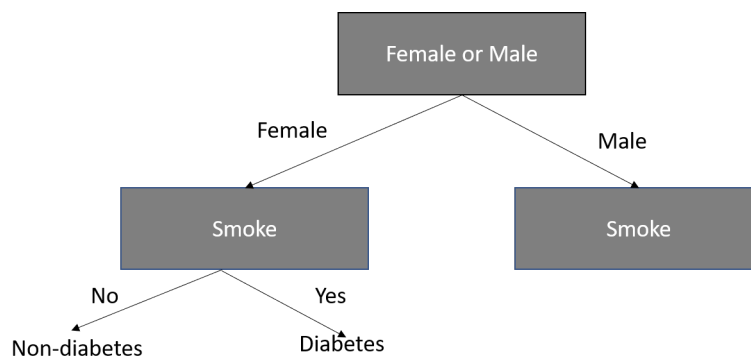 Female or Male
Female
Male
Smoke
Smoke
No
Yes
Non-diabetes
Diabetes